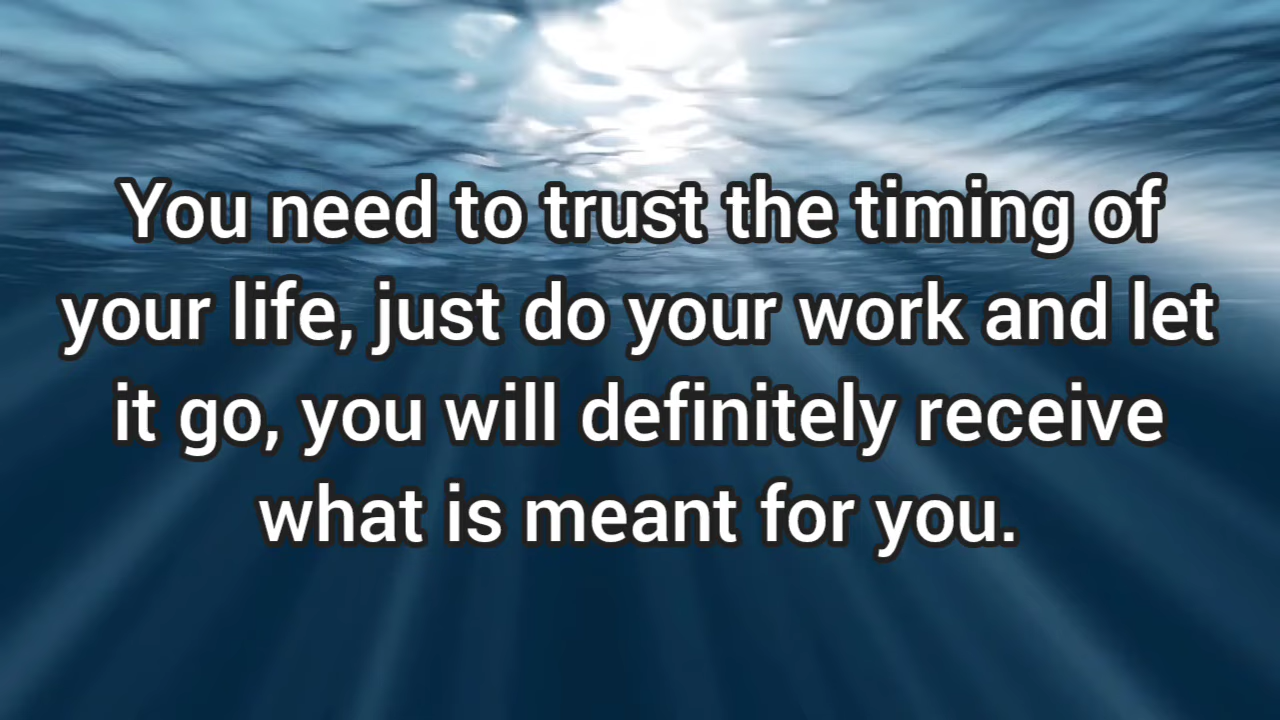 You need to trust the timing of
your life, just do your work and let
it go, you will definitely receive
what is meant for you.